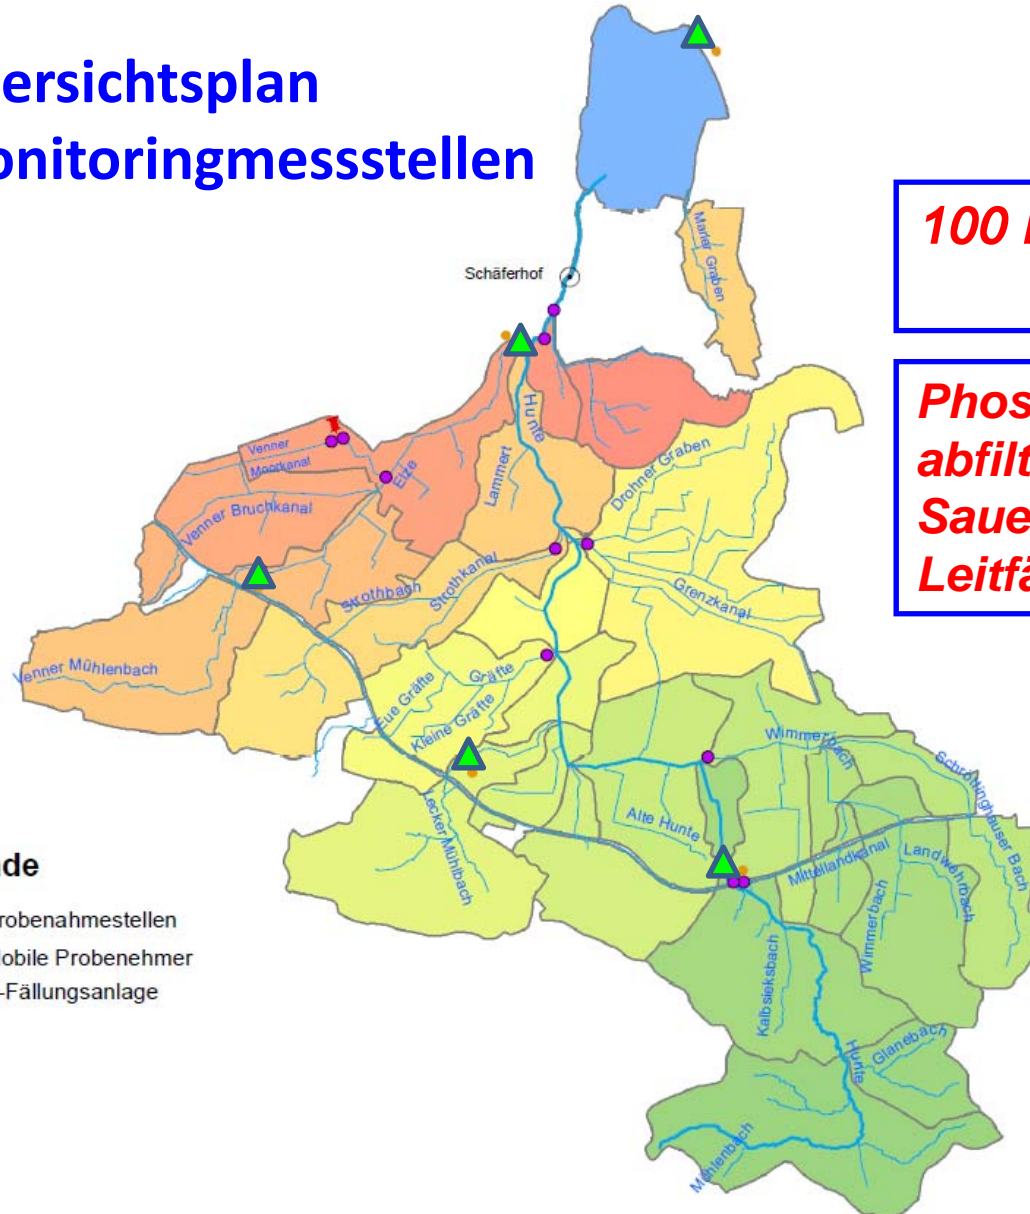 ersichtsplan
onitoringmessstellen
100
Phos
abfilt
Saue
Leitfä
Schäferhof
Marler Graben
Hunte
Venner
Moorkanal
Elze
Lammert
Drohner Graben
Venner Bruchkanal
Strothbach
Strothkanal
Grenzkanal
Venner Mühlenbach
Eue Gräfte
Gräfte
Kleine Gräfte
Wimmerbach
Schröttinghauser Bach
Lecker Mühlbach
Alte Hunte
Mittellandkanal
Landwehrbach
Wimmerbach
Kalbsieksbach
Hunte
Glanebach
Mühlenbach
nde
robenahmestellen
obile Probenehmer
-Fällungsanlage